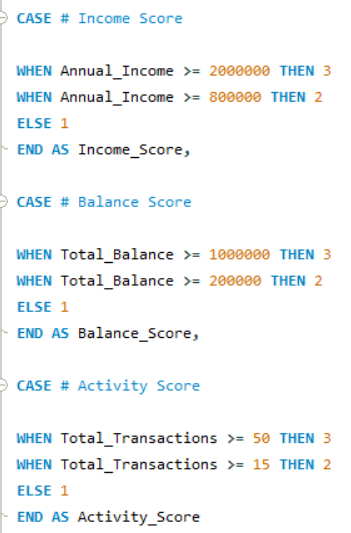 CASE # Income Score
WHEN Annual_Income >= 2000000 THEN 3
WHEN Annual_Income >= 800000 THEN 2
ELSE 1
END AS Income_Score,
CASE # Balance Score
WHEN Total_Balance >= 1000000 THEN 3
WHEN Total_Balance >= 200000 THEN 2
ELSE 1
END AS Balance_Score,
CASE # Activity Score
WHEN Total_Transactions >= 50 THEN 3
WHEN Total_Transactions >= 15 THEN 2
ELSE 1
END AS Activity_Score